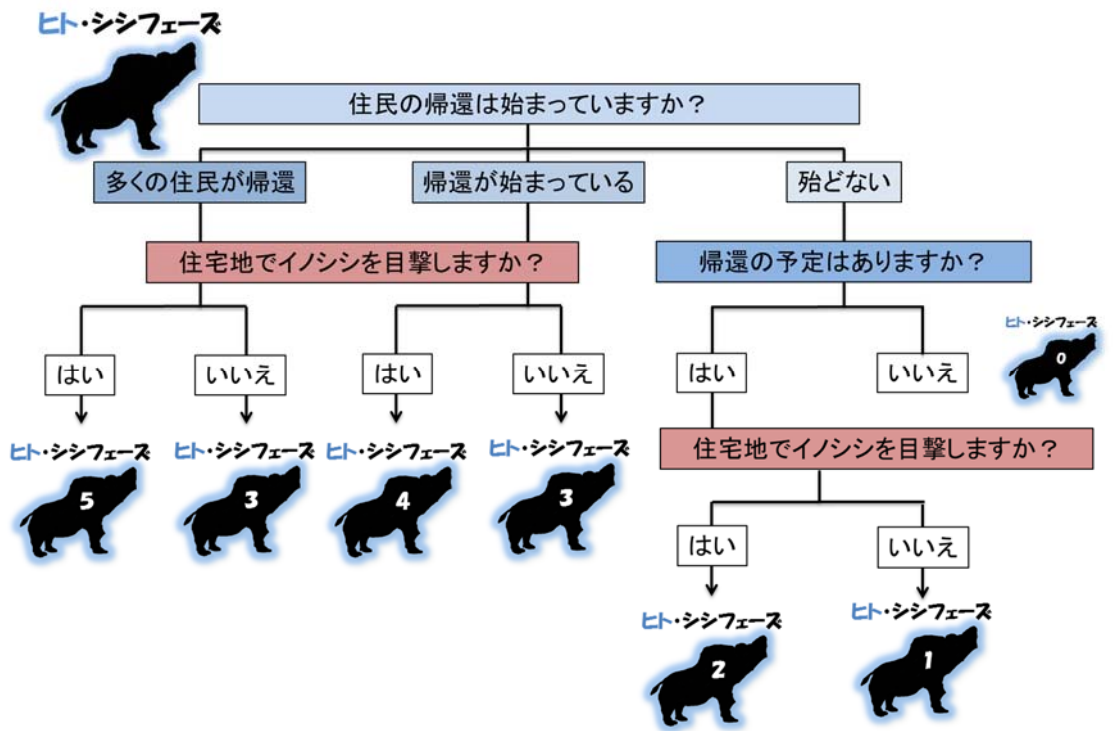 ヒト・シシフェーズ
住民の帰還は始まっていますか？
多くの住民が帰還
帰還が始まっている
殆どない
住宅地でイノシシを目撃しますか？
帰還の予定はありますか？
はい
いいえ
はい
いいえ
はい
いいえ
ヒト・シシフェーズ
0
ヒト・シシフェーズ
5
ヒト・シシフェーズ
3
ヒト・シシフェーズ
4
ヒト・シシフェーズ
3
住宅地でイノシシを目撃しますか？
はい
いいえ
ヒト・シシフェーズ
2
ヒト・シシフェーズ
1